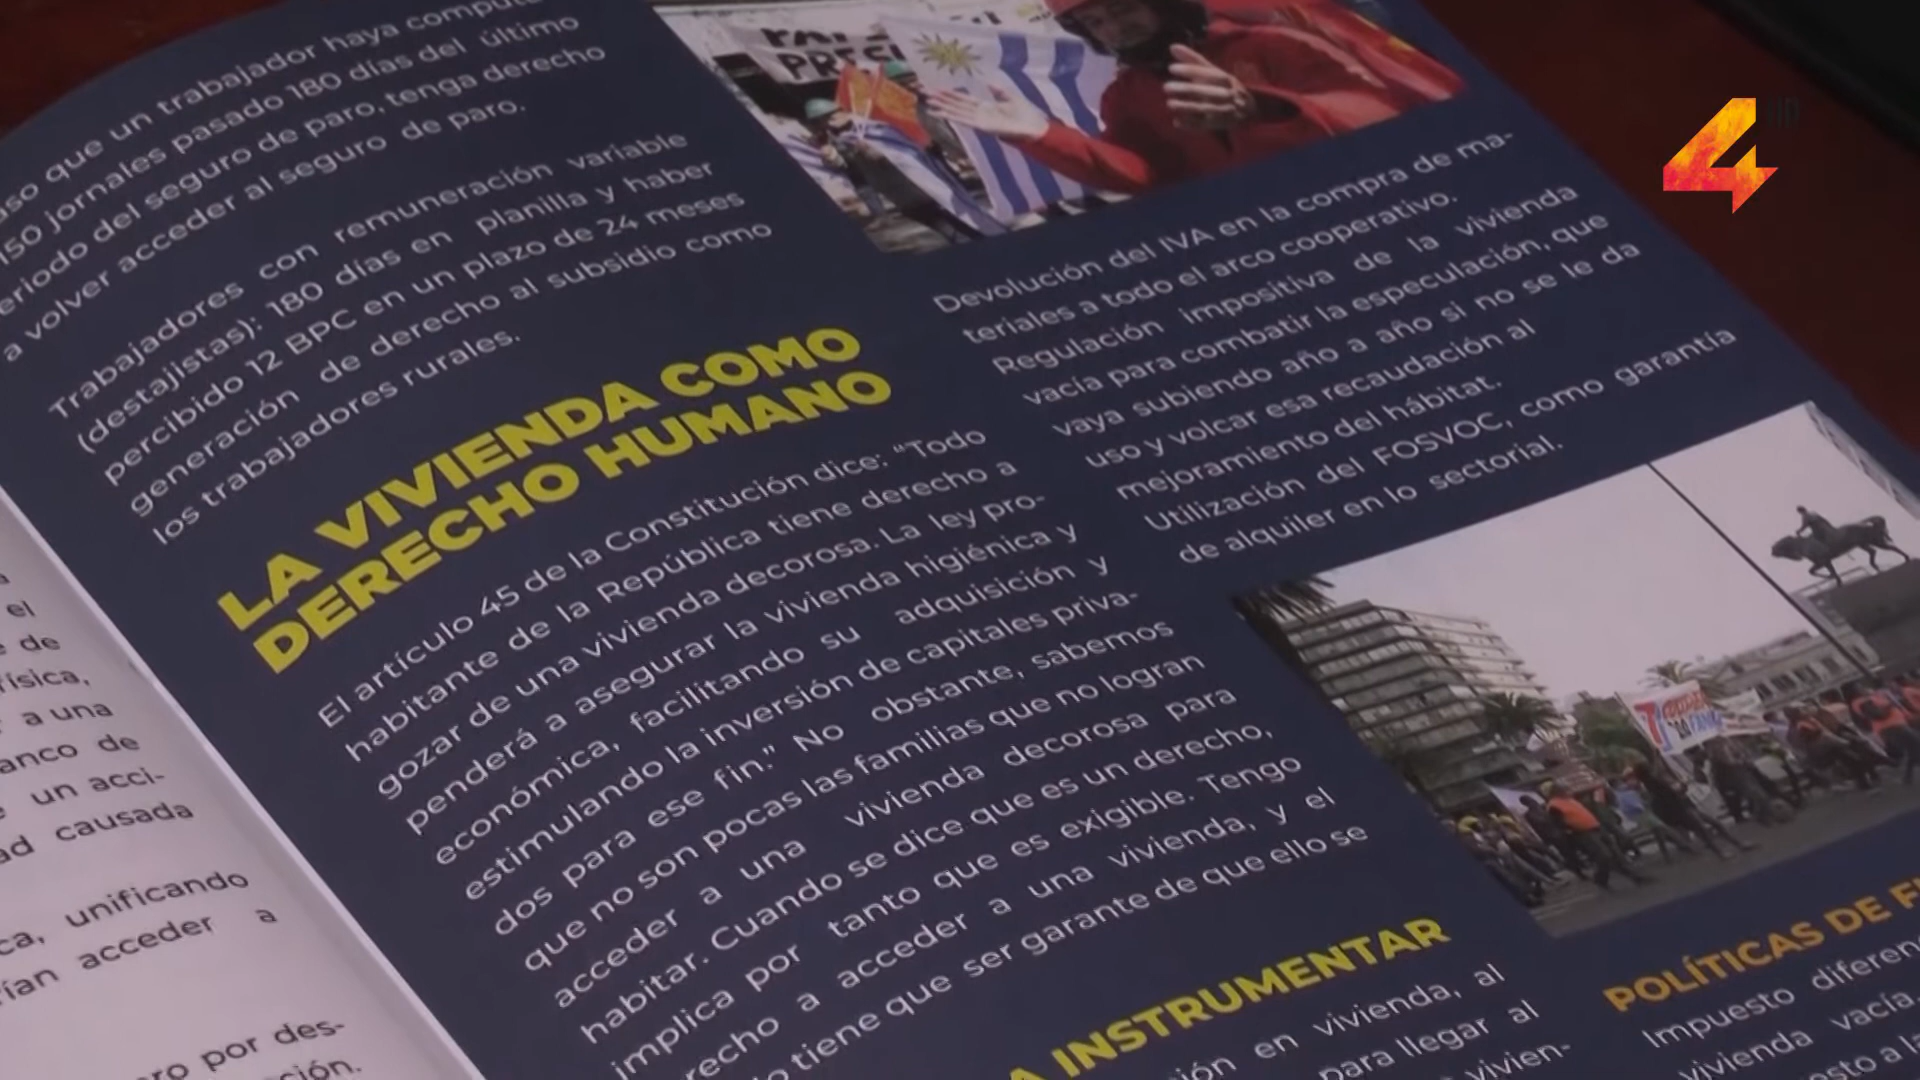 que un trabajador haya
150 jornales pasado 180 días del último
periodo del seguro de paro, tenga derecho
a volver acceder al seguro de paro.
Trabajadores con remuneración variable
(destajistas): 180 días en planilla y haber
percibido 12 BPC en un plazo de 24 meses
generación de derecho al subsidio como
los trabajadores rurales.
LA VIVIENDA COMO
DERECHO HUMANO
El artículo 45 de la Constitución dice: “Todo
habitante de la República tiene derecho a
gozar de una vivienda decorosa. La ley pro-
penderá a asegurar la vivienda higiénica y
económica, facilitando su adquisición y
estimulando la inversión de capitales priva-
dos para ese fin.” No obstante, sabemos
que no son pocas las familias que no logran
acceder a una vivienda decorosa para
habitar. Cuando se dice que es un derecho,
implica por tanto que es exigible. Tengo
derecho a acceder a una vivienda, y el
tiene que ser garante de que ello se
INSTRUMENTAR
en vivienda, al
para llegar al
vivien-
PRECI
Devolución del IVA en la compra de ma-
teriales a todo el arco cooperativo.
Regulación impositiva de la vivienda
vacía para combatir la especulación, que
vaya subiendo año a año si no se le da
uso y volcar esa recaudación al
mejoramiento del hábitat.
Utilización del FOSVOC, como garantía
de alquiler en lo sectorial.
POLÍTICAS DE
Impuesto
vivienda vacía,
a la
el
de
física,
a una
banco de
un acci-
causada
unificando
acceder a
por des-
4